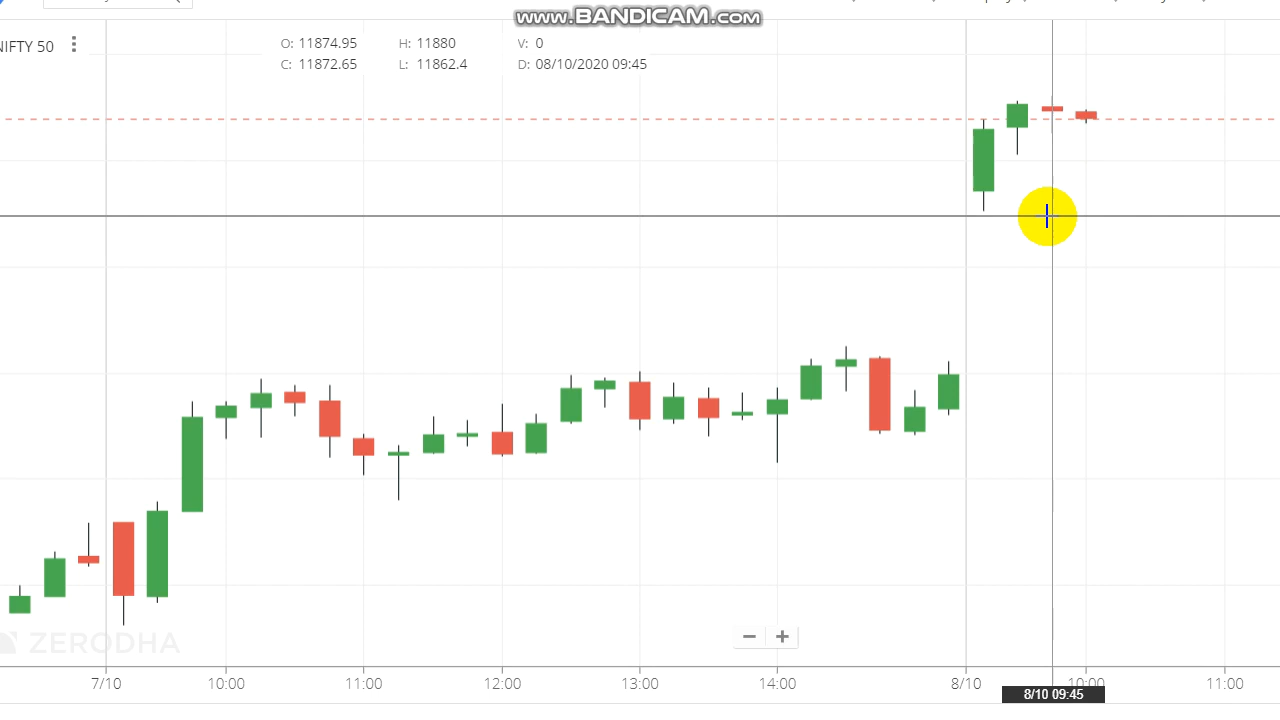 www.BANDICAM.com
NIFTY 50
O: 11874.95 H: 11880 V: 0
C: 11872.65 L: 11862.4 D: 08/10/2020 09:45
ZERODHA
7/10 10:00 11:00 12:00 13:00 14:00 8/10 10:00 11:00
8/10 09:45